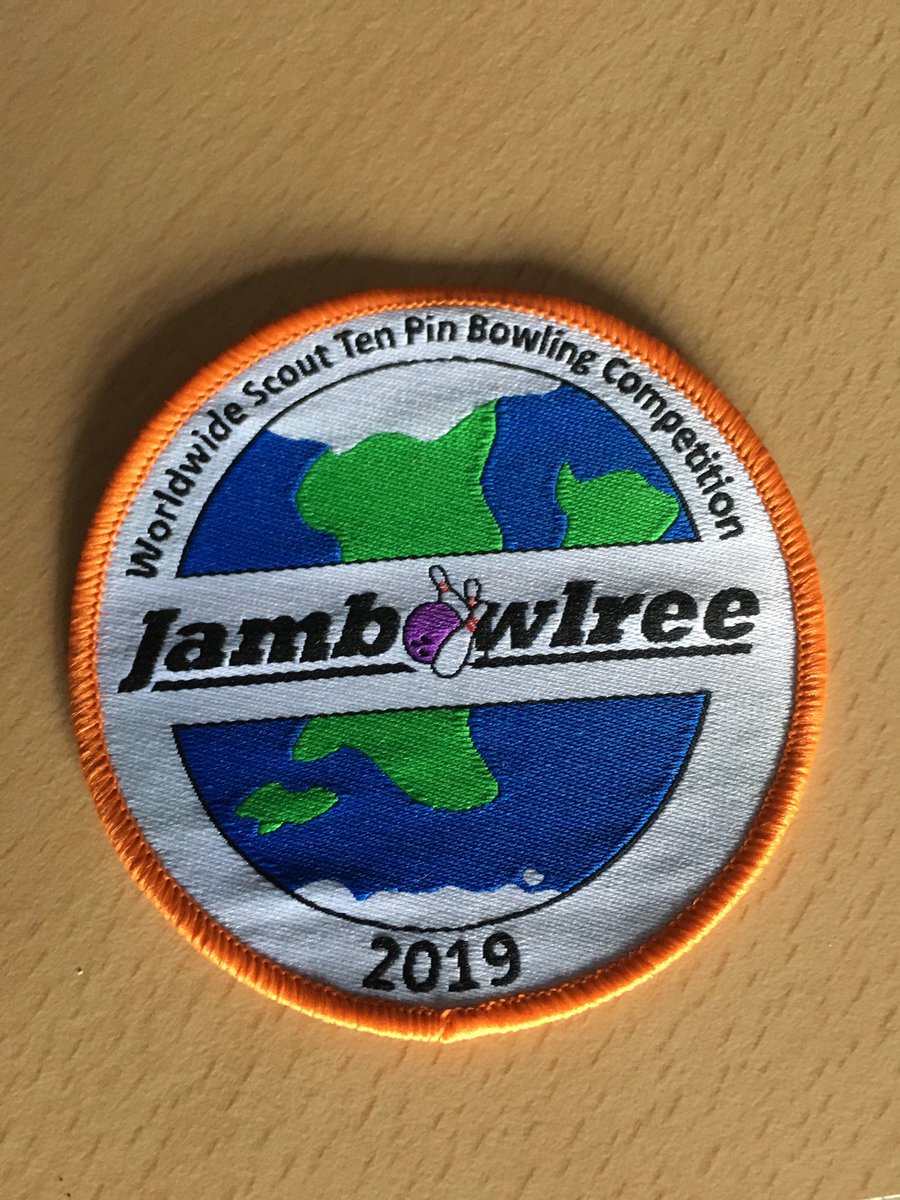 Worldwide Scout Ten Pin Bowling Competition
Jambowlree
2019